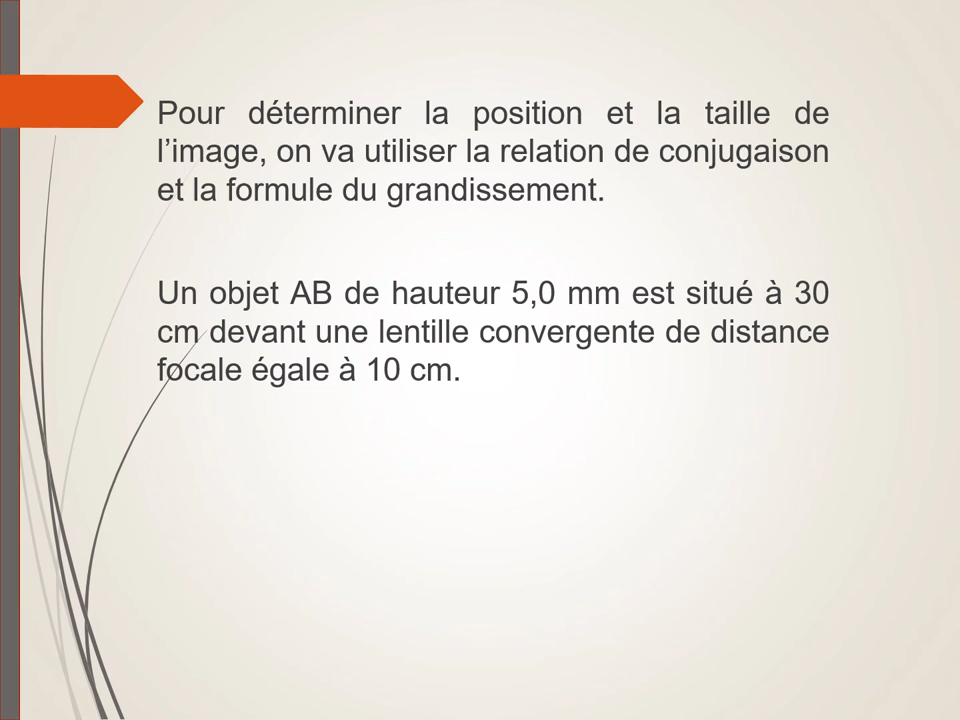 Pour déterminer la position et la taille de
l’image, on va utiliser la relation de conjugaison
et la formule du grandissement.
Un objet AB de hauteur 5,0 mm est situé à 30
cm devant une lentille convergente de distance
focale égale à 10 cm.